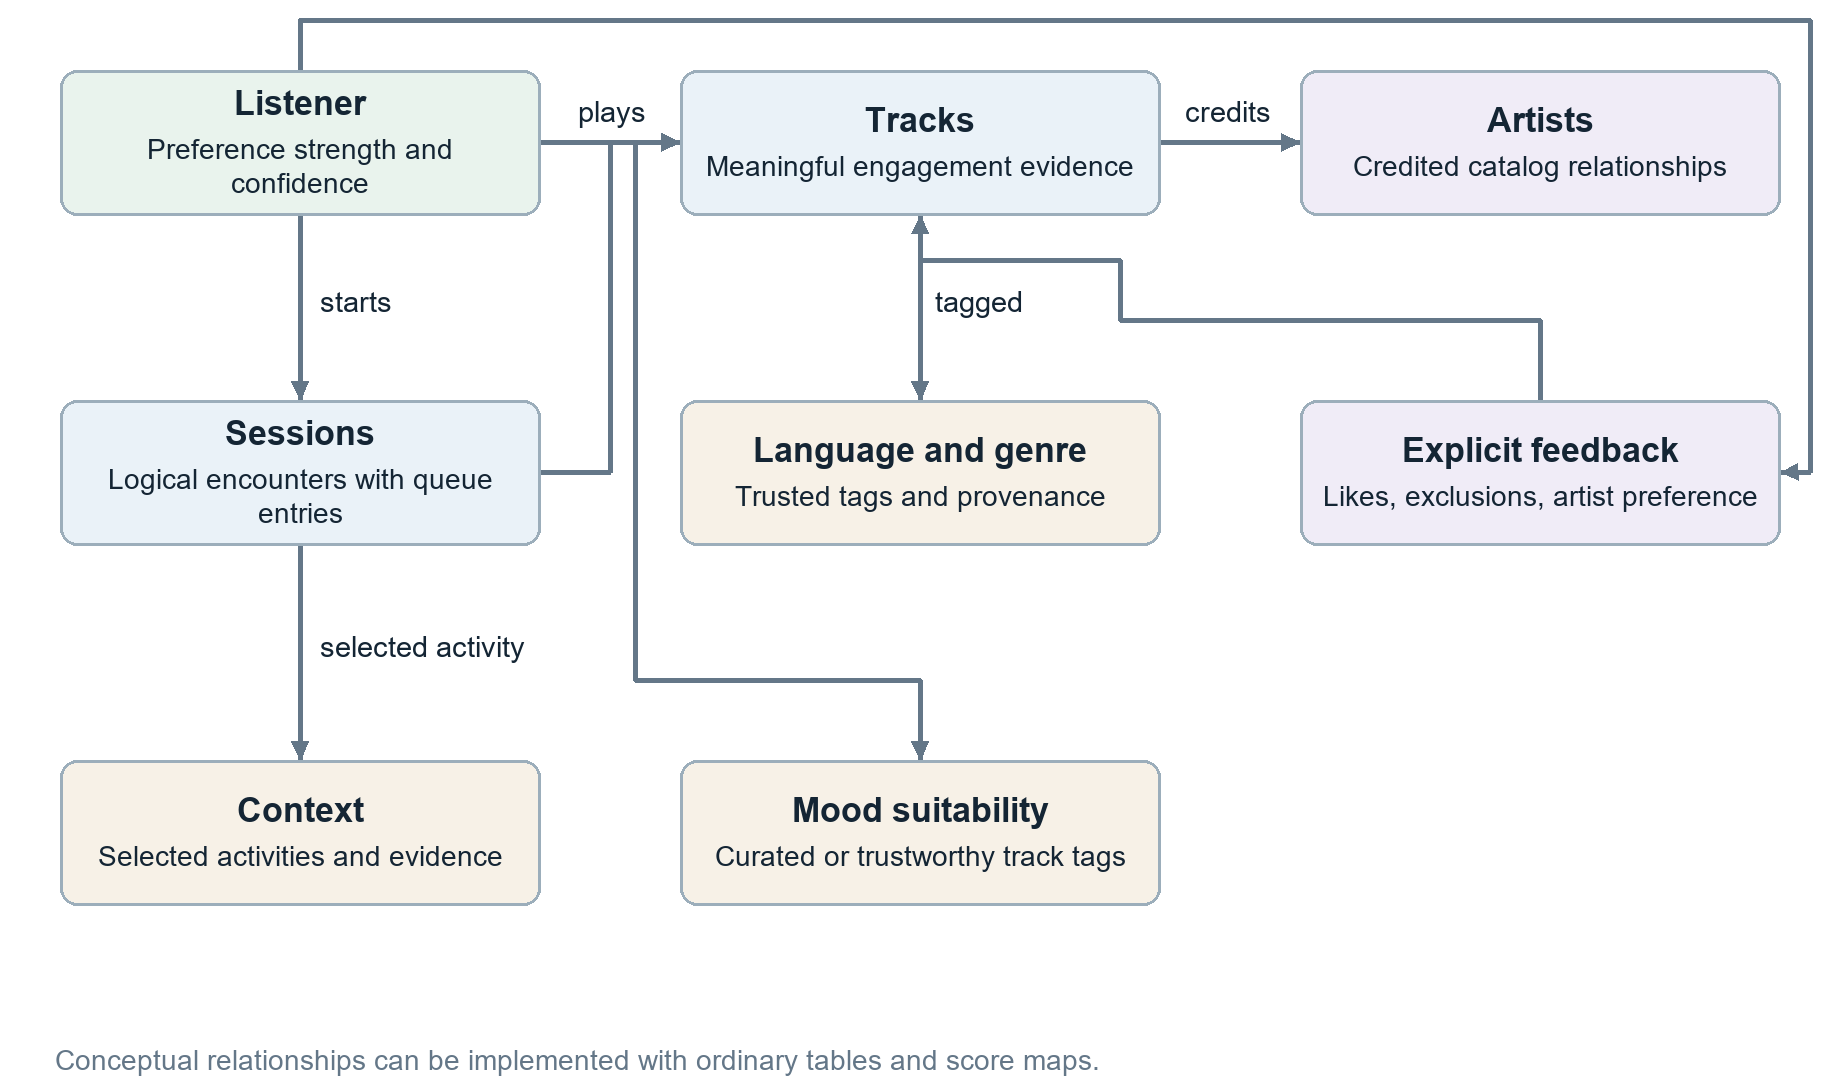 Listener
Preference strength and
confidence
plays
Tracks
Meaningful engagement evidence
credits
Artists
Credited catalog relationships
starts
tagged
Sessions
Logical encounters with queue
entries
Language and genre
Trusted tags and provenance
Explicit feedback
Likes, exclusions, artist preference
selected activity
Context
Selected activities and evidence
Mood suitability
Curated or trustworthy track tags
Conceptual relationships can be implemented with ordinary tables and score maps.